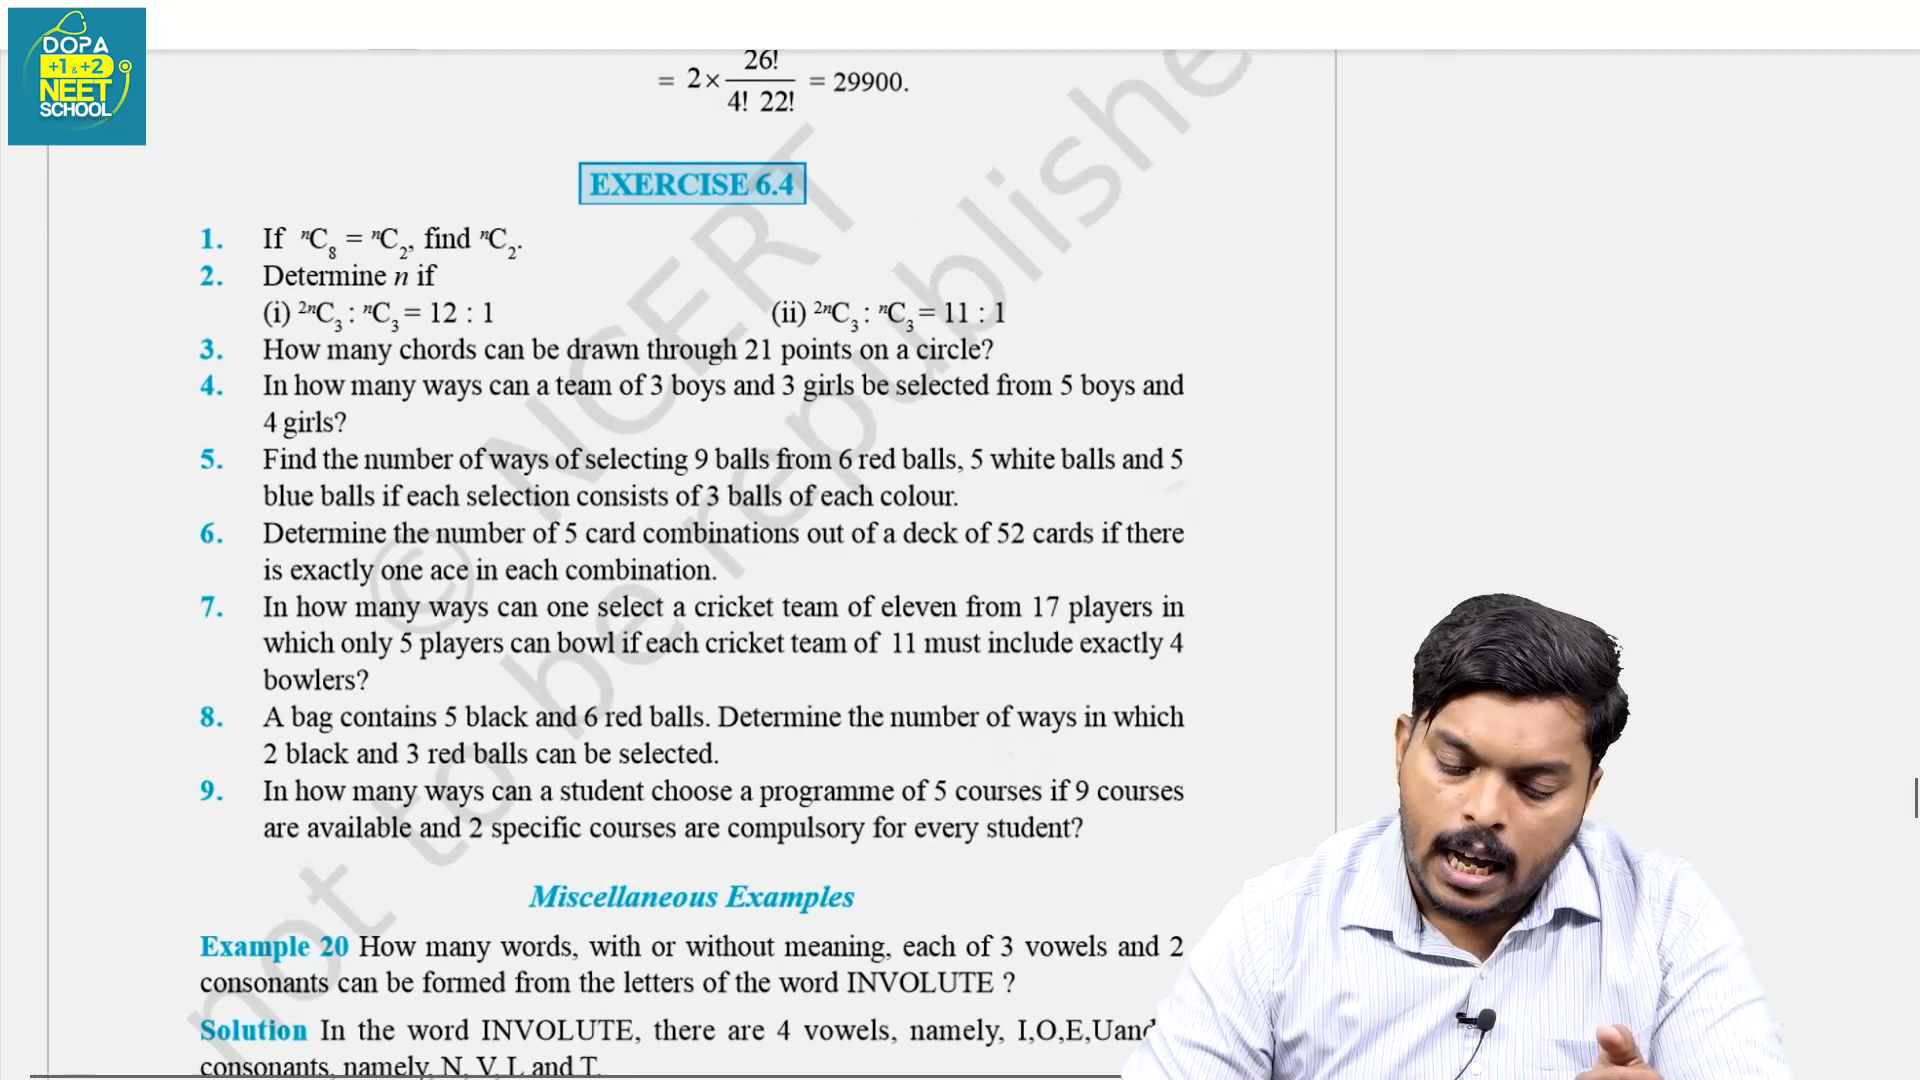 DOPA
+1 & +2
NEET
SCHOOL
= 2 × 26! / 4! 22! = 29900.
EXERCISE 6.4
1. If ⁿC₈ = ⁿC₂, find ⁿC₂.
2. Determine n if
(i) ²ⁿC₃ : ⁿC₃ = 12 : 1 (ii) ²ⁿC₃ : ⁿC₃ = 11 : 1
3. How many chords can be drawn through 21 points on a circle?
4. In how many ways can a team of 3 boys and 3 girls be selected from 5 boys and
4 girls?
5. Find the number of ways of selecting 9 balls from 6 red balls, 5 white balls and 5
blue balls if each selection consists of 3 balls of each colour.
6. Determine the number of 5 card combinations out of a deck of 52 cards if there
is exactly one ace in each combination.
7. In how many ways can one select a cricket team of eleven from 17 players in
which only 5 players can bowl if each cricket team of 11 must include exactly 4
bowlers?
8. A bag contains 5 black and 6 red balls. Determine the number of ways in which
2 black and 3 red balls can be selected.
9. In how many ways can a student choose a programme of 5 courses if 9 courses
are available and 2 specific courses are compulsory for every student?
Miscellaneous Examples
Example 20 How many words, with or without meaning, each of 3 vowels and 2
consonants can be formed from the letters of the word INVOLUTE ?
Solution In the word INVOLUTE, there are 4 vowels, namely, I,O,E,Uand
consonants, namely, N, V, L and T.
© NCERT
not to be republishe